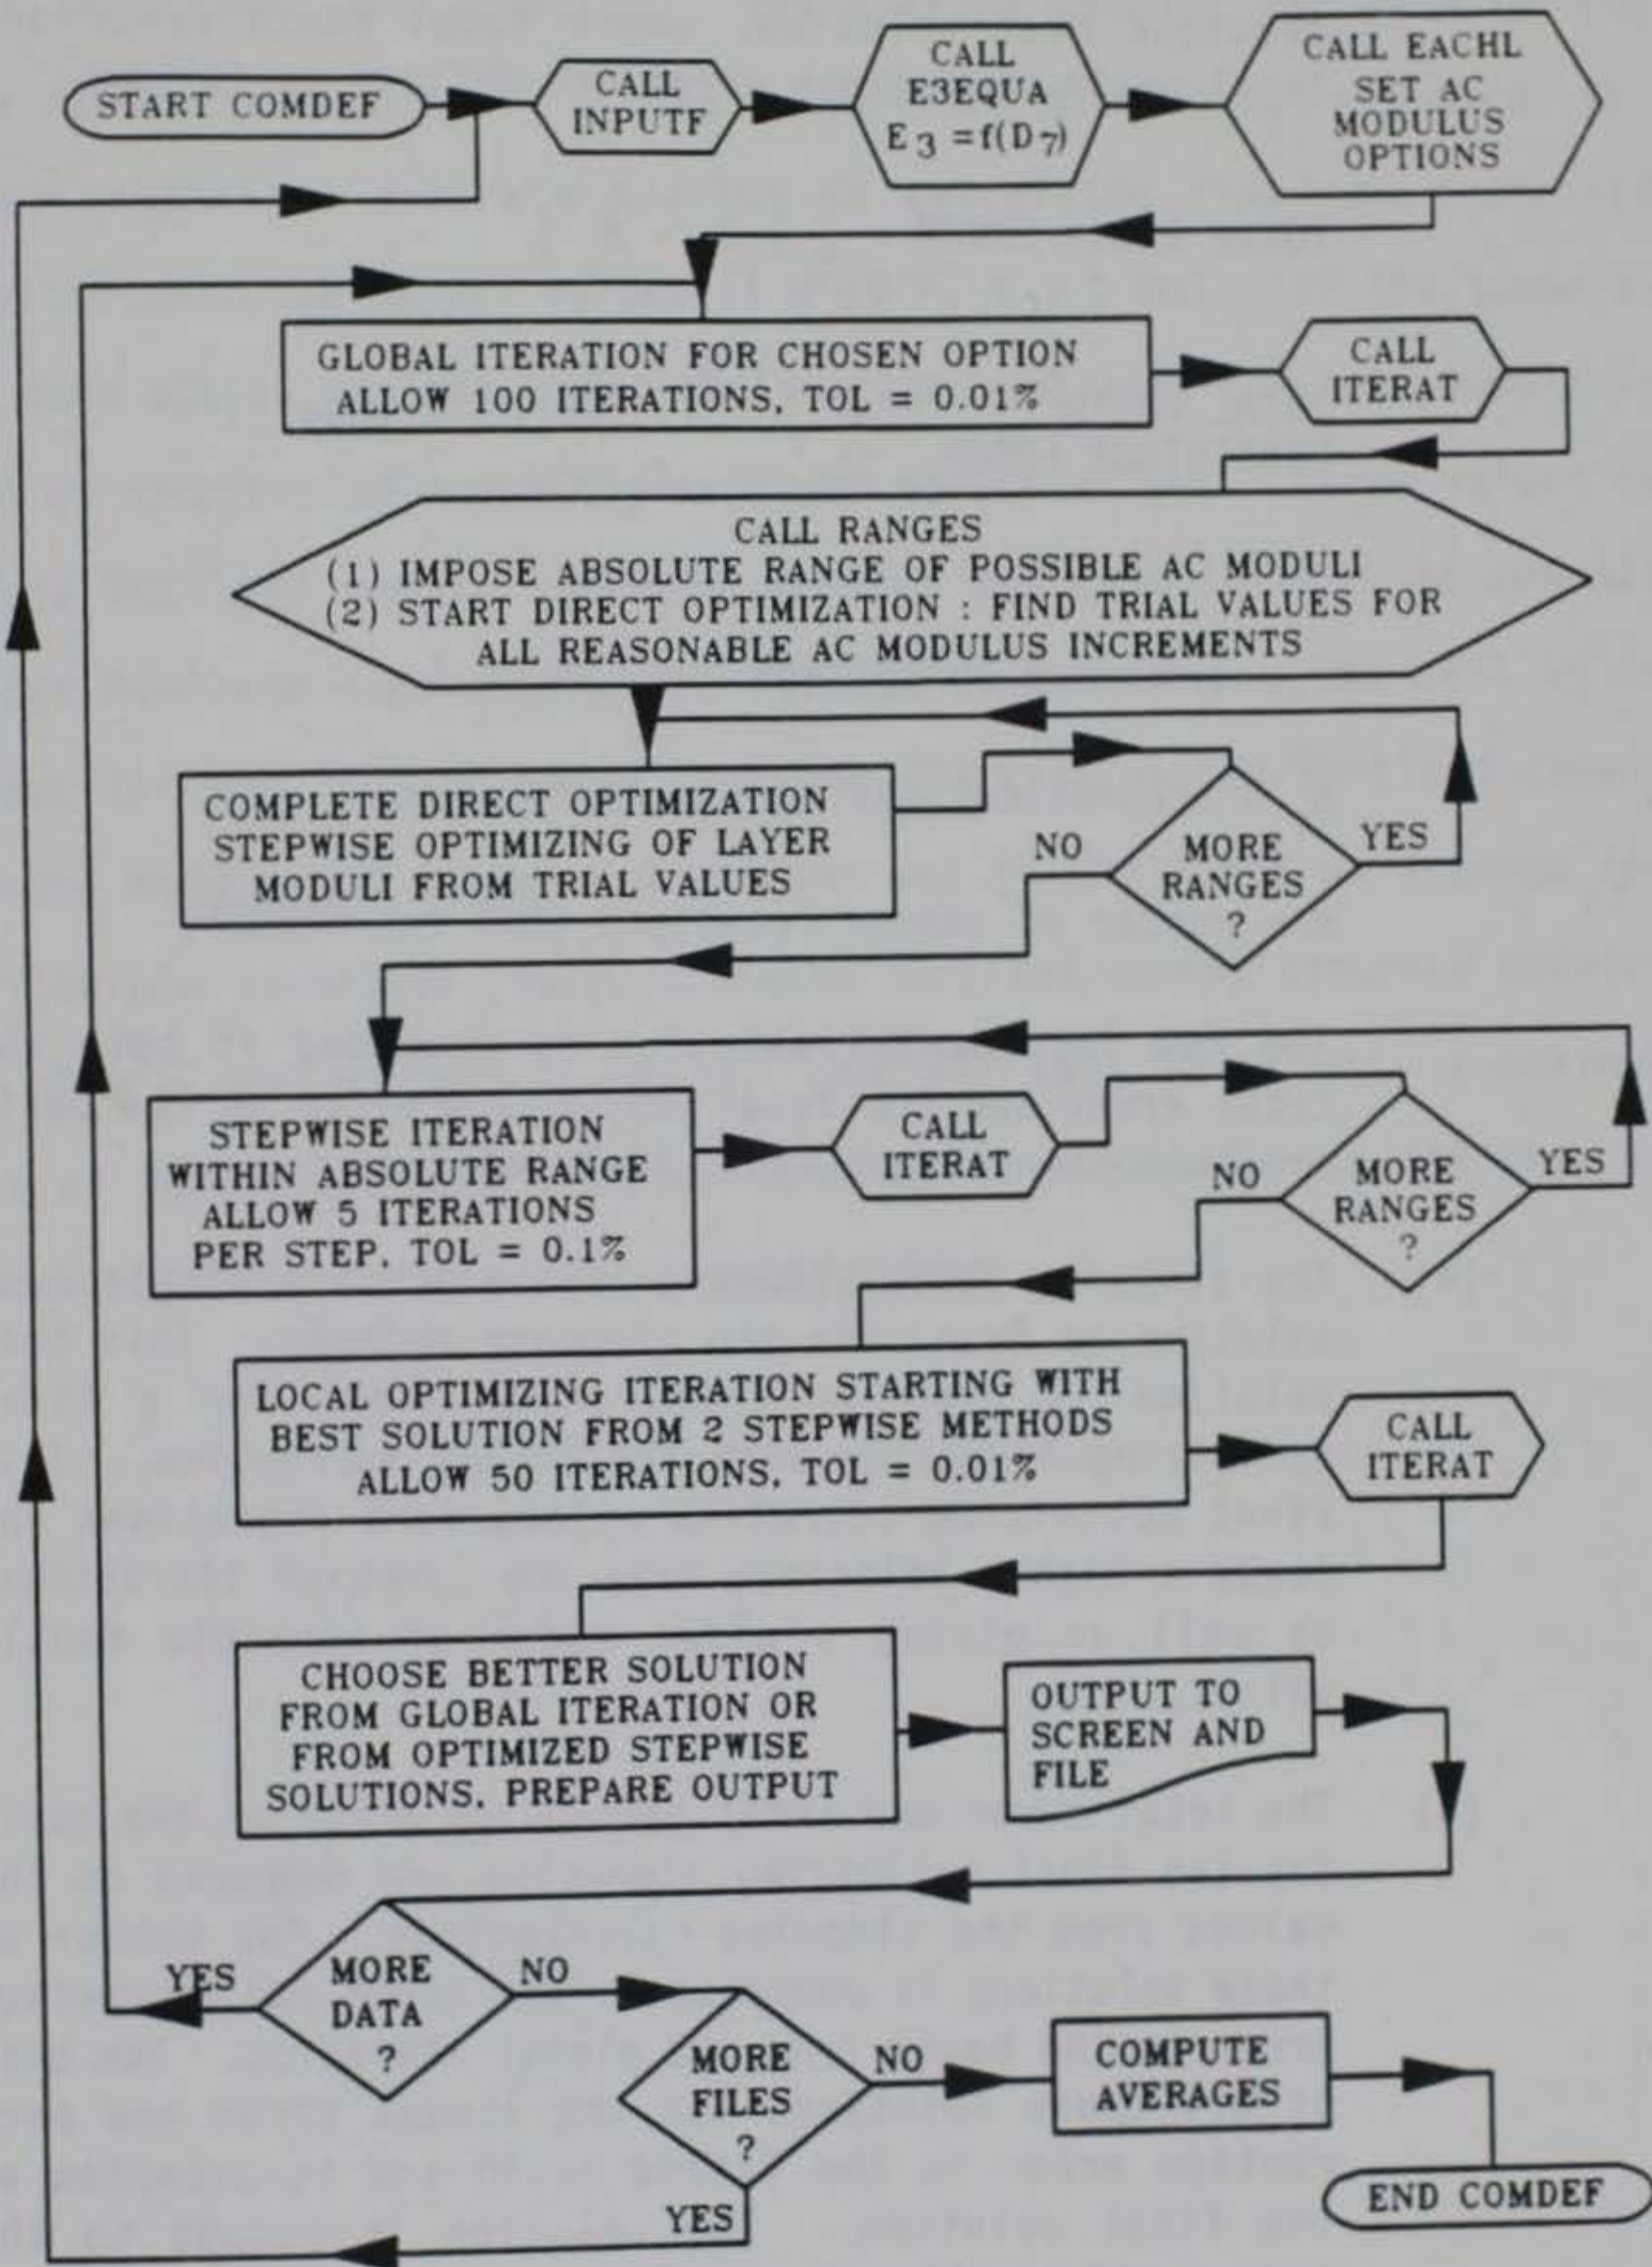 START COMDEF
CALL
INPUTF
CALL
E3EQUA
E3 =f(D7)
CALL EACHL
SET AC
MODULUS
OPTIONS
GLOBAL ITERATION FOR CHOSEN OPTION
ALLOW 100 ITERATIONS, TOL = 0.01%
CALL
ITERAT
CALL RANGES
(1) IMPOSE ABSOLUTE RANGE OF POSSIBLE AC MODULI
(2) START DIRECT OPTIMIZATION : FIND TRIAL VALUES FOR
ALL REASONABLE AC MODULUS INCREMENTS
COMPLETE DIRECT OPTIMIZATION
STEPWISE OPTIMIZING OF LAYER
MODULI FROM TRIAL VALUES
NO
MORE
RANGES
?
YES
STEPWISE ITERATION
WITHIN ABSOLUTE RANGE
ALLOW 5 ITERATIONS
PER STEP, TOL = 0.1%
CALL
ITERAT
NO
MORE
RANGES
?
YES
LOCAL OPTIMIZING ITERATION STARTING WITH
BEST SOLUTION FROM 2 STEPWISE METHODS
ALLOW 50 ITERATIONS, TOL = 0.01%
CALL
ITERAT
CHOOSE BETTER SOLUTION
FROM GLOBAL ITERATION OR
FROM OPTIMIZED STEPWISE
SOLUTIONS, PREPARE OUTPUT
OUTPUT TO
SCREEN AND
FILE
YES
MORE
DATA
?
NO
MORE
FILES
?
NO
YES
COMPUTE
AVERAGES
END COMDEF